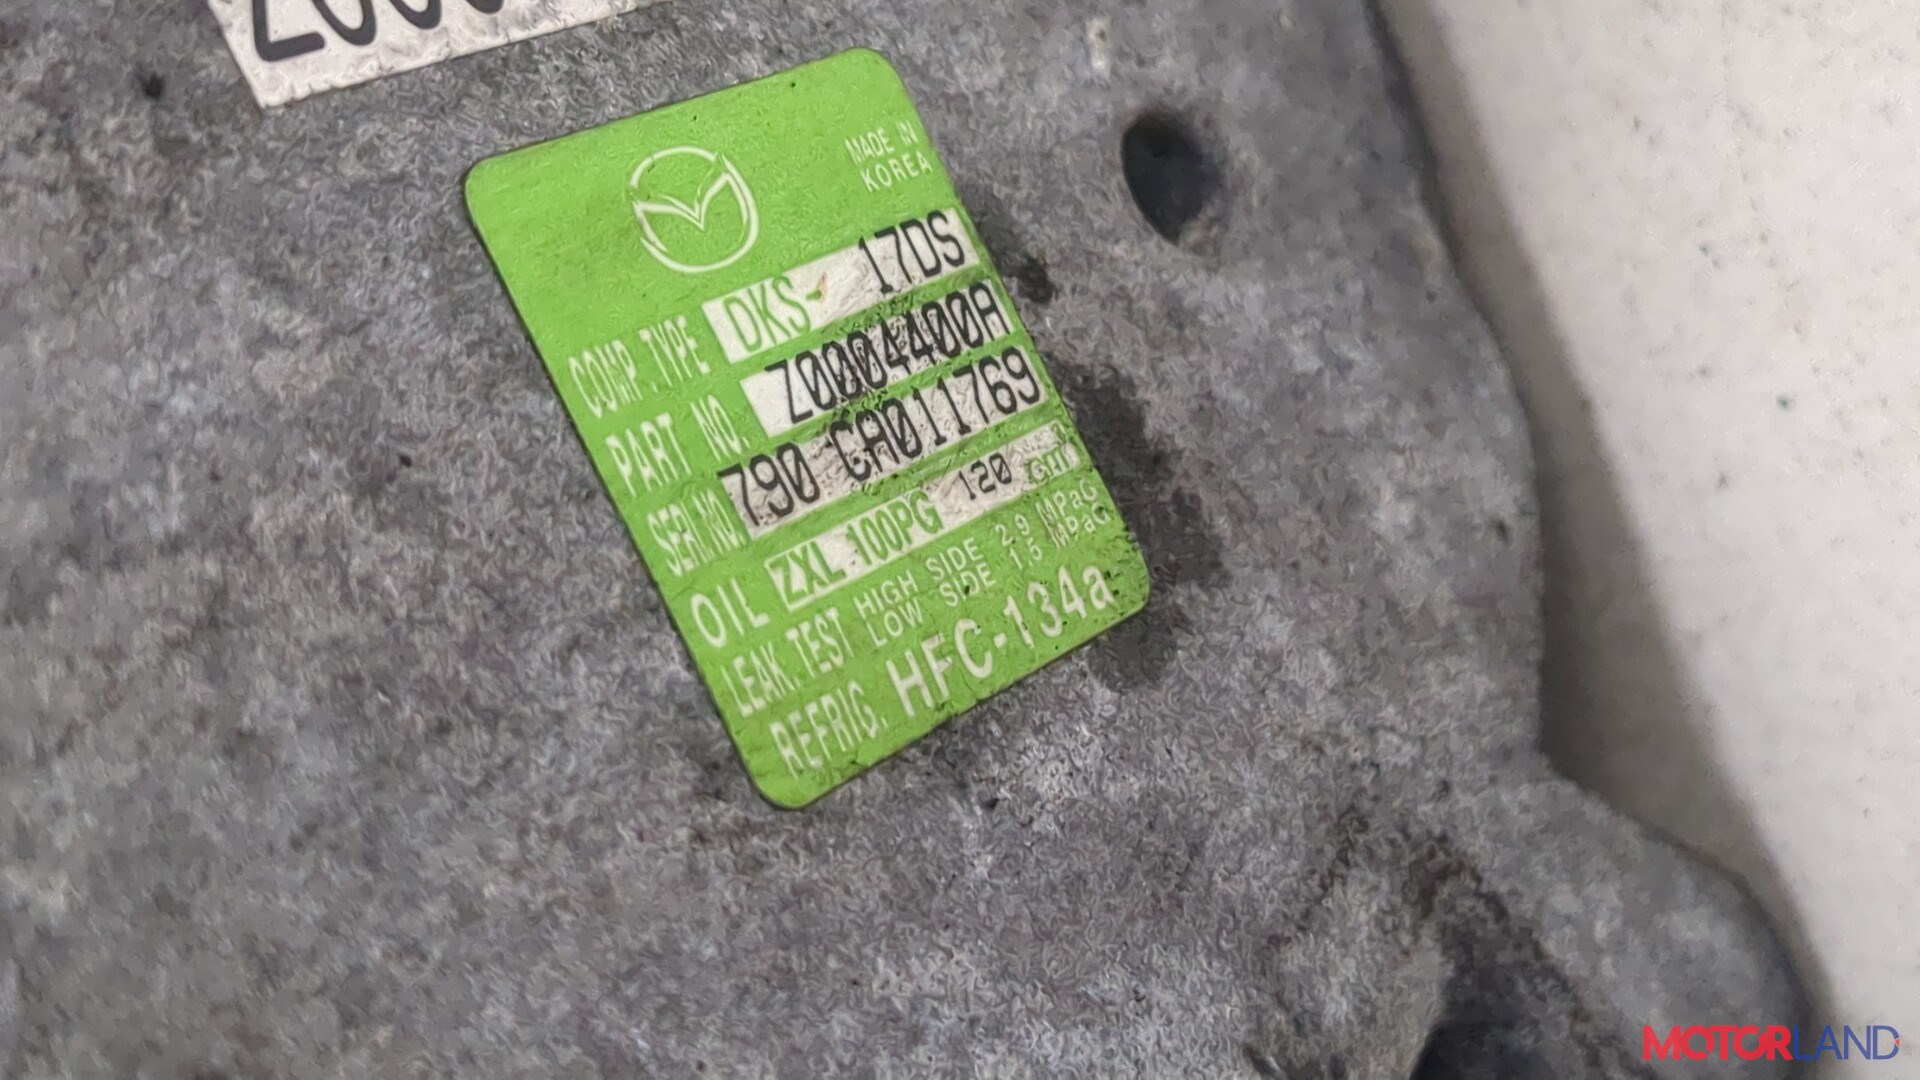 MADE IN
KOREA
COMP. TYPE DKS- 17DS
PART NO. Z0004400A
SERI.NO. 790 CA011769
OIL ZXL 100PG 120
LEAK. TEST HIGH SIDE 2.9 MPaG
LOW SIDE 1.5 MPaG
REFRIG. HFC-134a
MOTORLAND